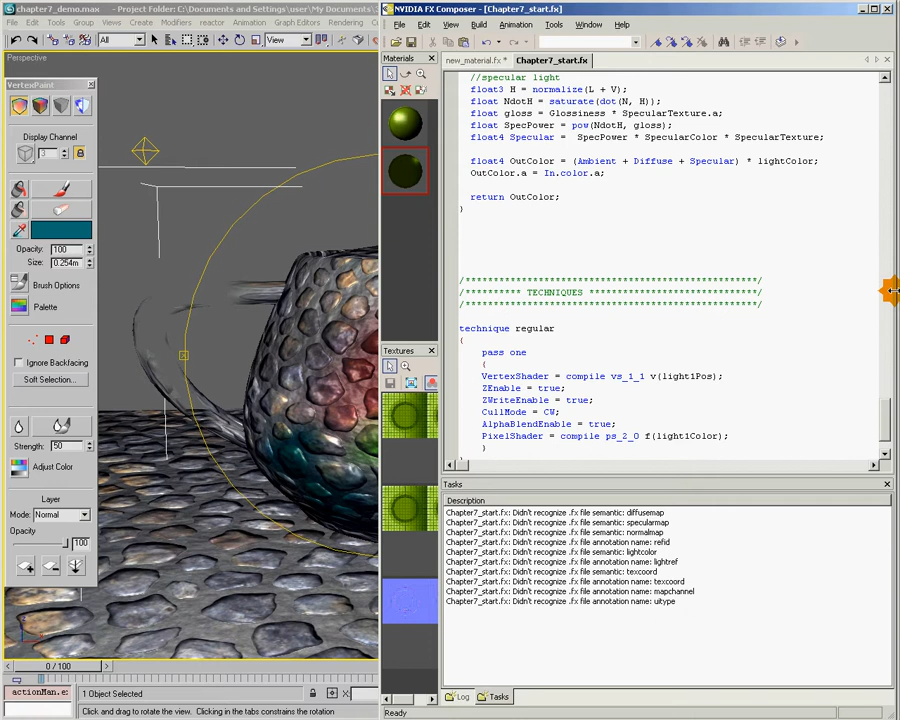 chapter7_demo.max - Project Folder: C:\Documents and Settings\user\My Documents\3
File Edit Tools Group Views Create Modifiers reactor Animation Graph Editors Rendering
All
View
Perspective
VertexPaint
Display Channel
3
Opacity: 100
Size: 0.254m
Brush Options
Palette
Ignore Backfacing
Soft Selection...
Strength: 50
Adjust Color
Layer
Mode: Normal
Opacity
100
0 / 100
actionMan.e:
1 Object Selected
X:
Click and drag to rotate the view. Clicking in the tabs constrains the rotation
NVIDIA FX Composer - [Chapter7_start.fx]
File Edit View Build Animation Tools Window Help
Materials
Textures
new_material.fx *
Chapter7_start.fx
//specular light
float3 H = normalize(L + V);
float NdotH = saturate(dot(N, H));
float gloss = Glossiness * SpecularTexture.a;
float SpecPower = pow(NdotH, gloss);
float4 Specular = SpecPower * SpecularColor * SpecularTexture;
float4 OutColor = (Ambient + Diffuse + Specular) * lightColor;
OutColor.a = In.color.a;
return OutColor;
}
/********** TECHNIQUES ******************************/
technique regular
{
pass one
{
VertexShader = compile vs_1_1 v(light1Pos);
ZEnable = true;
ZWriteEnable = true;
CullMode = CW;
AlphaBlendEnable = true;
PixelShader = compile ps_2_0 f(light1Color);
}
Tasks
Description
Chapter7_start.fx: Didn't recognize .fx file semantic: diffusemap
Chapter7_start.fx: Didn't recognize .fx file semantic: specularmap
Chapter7_start.fx: Didn't recognize .fx file semantic: normalmap
Chapter7_start.fx: Didn't recognize .fx file annotation name: refid
Chapter7_start.fx: Didn't recognize .fx file semantic: lightcolor
Chapter7_start.fx: Didn't recognize .fx file annotation name: lightref
Chapter7_start.fx: Didn't recognize .fx file semantic: texcoord
Chapter7_start.fx: Didn't recognize .fx file annotation name: texcoord
Chapter7_start.fx: Didn't recognize .fx file annotation name: mapchannel
Chapter7_start.fx: Didn't recognize .fx file annotation name: uitype
Log
Tasks
Ready